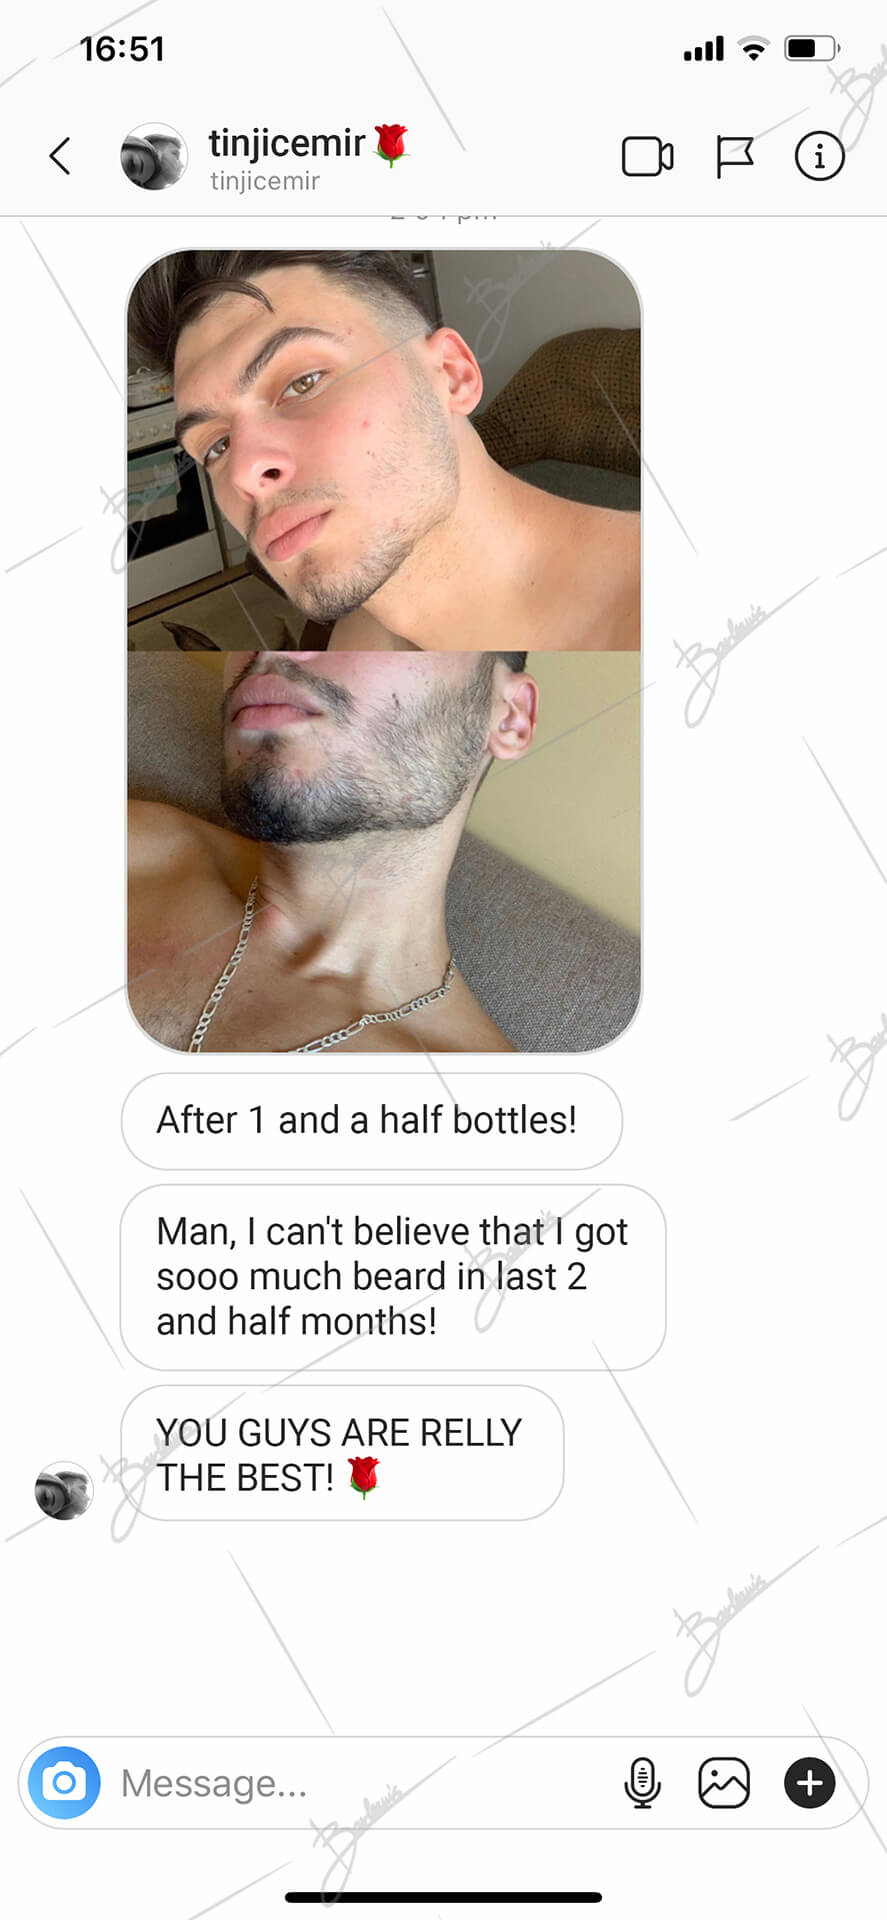 16:51
tinjicemir🌹
tinjicemir
After 1 and a half bottles!
Man, I can't believe that I got
sooo much beard in last 2
and half months!
YOU GUYS ARE RELLY
THE BEST! 🌹
Message...